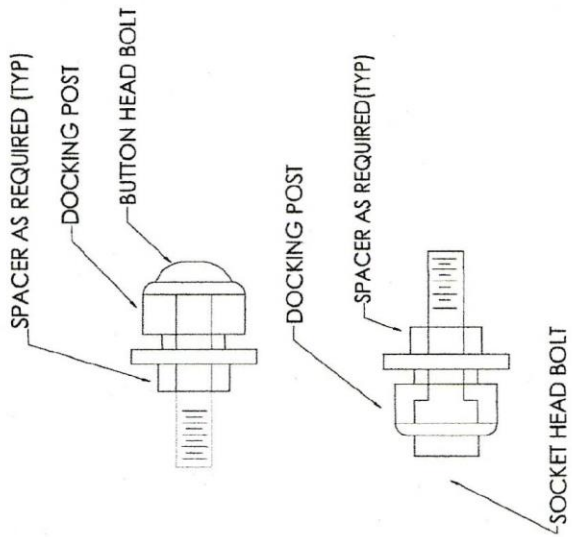 SPACER AS REQUIRED (TYP)
DOCKING POST
BUTTON HEAD BOLT
DOCKING POST
SPACER AS REQUIRED(TYP)
SOCKET HEAD BOLT